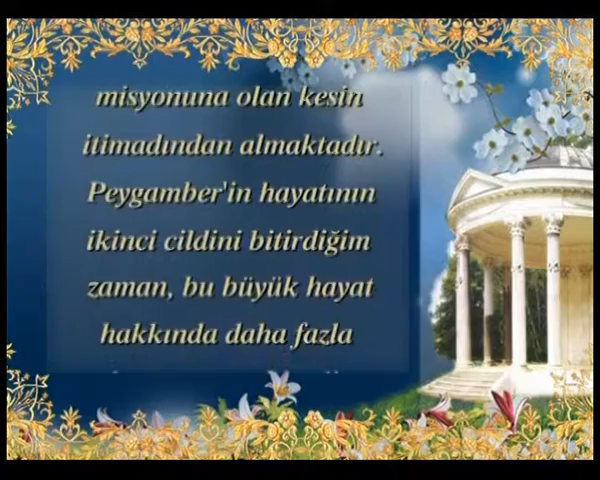 misyonuna olan kesin
itimadından almaktadır.
Peygamber'in hayatının
ikinci cildini bitirdiğim
zaman, bu büyük hayat
hakkında daha fazla